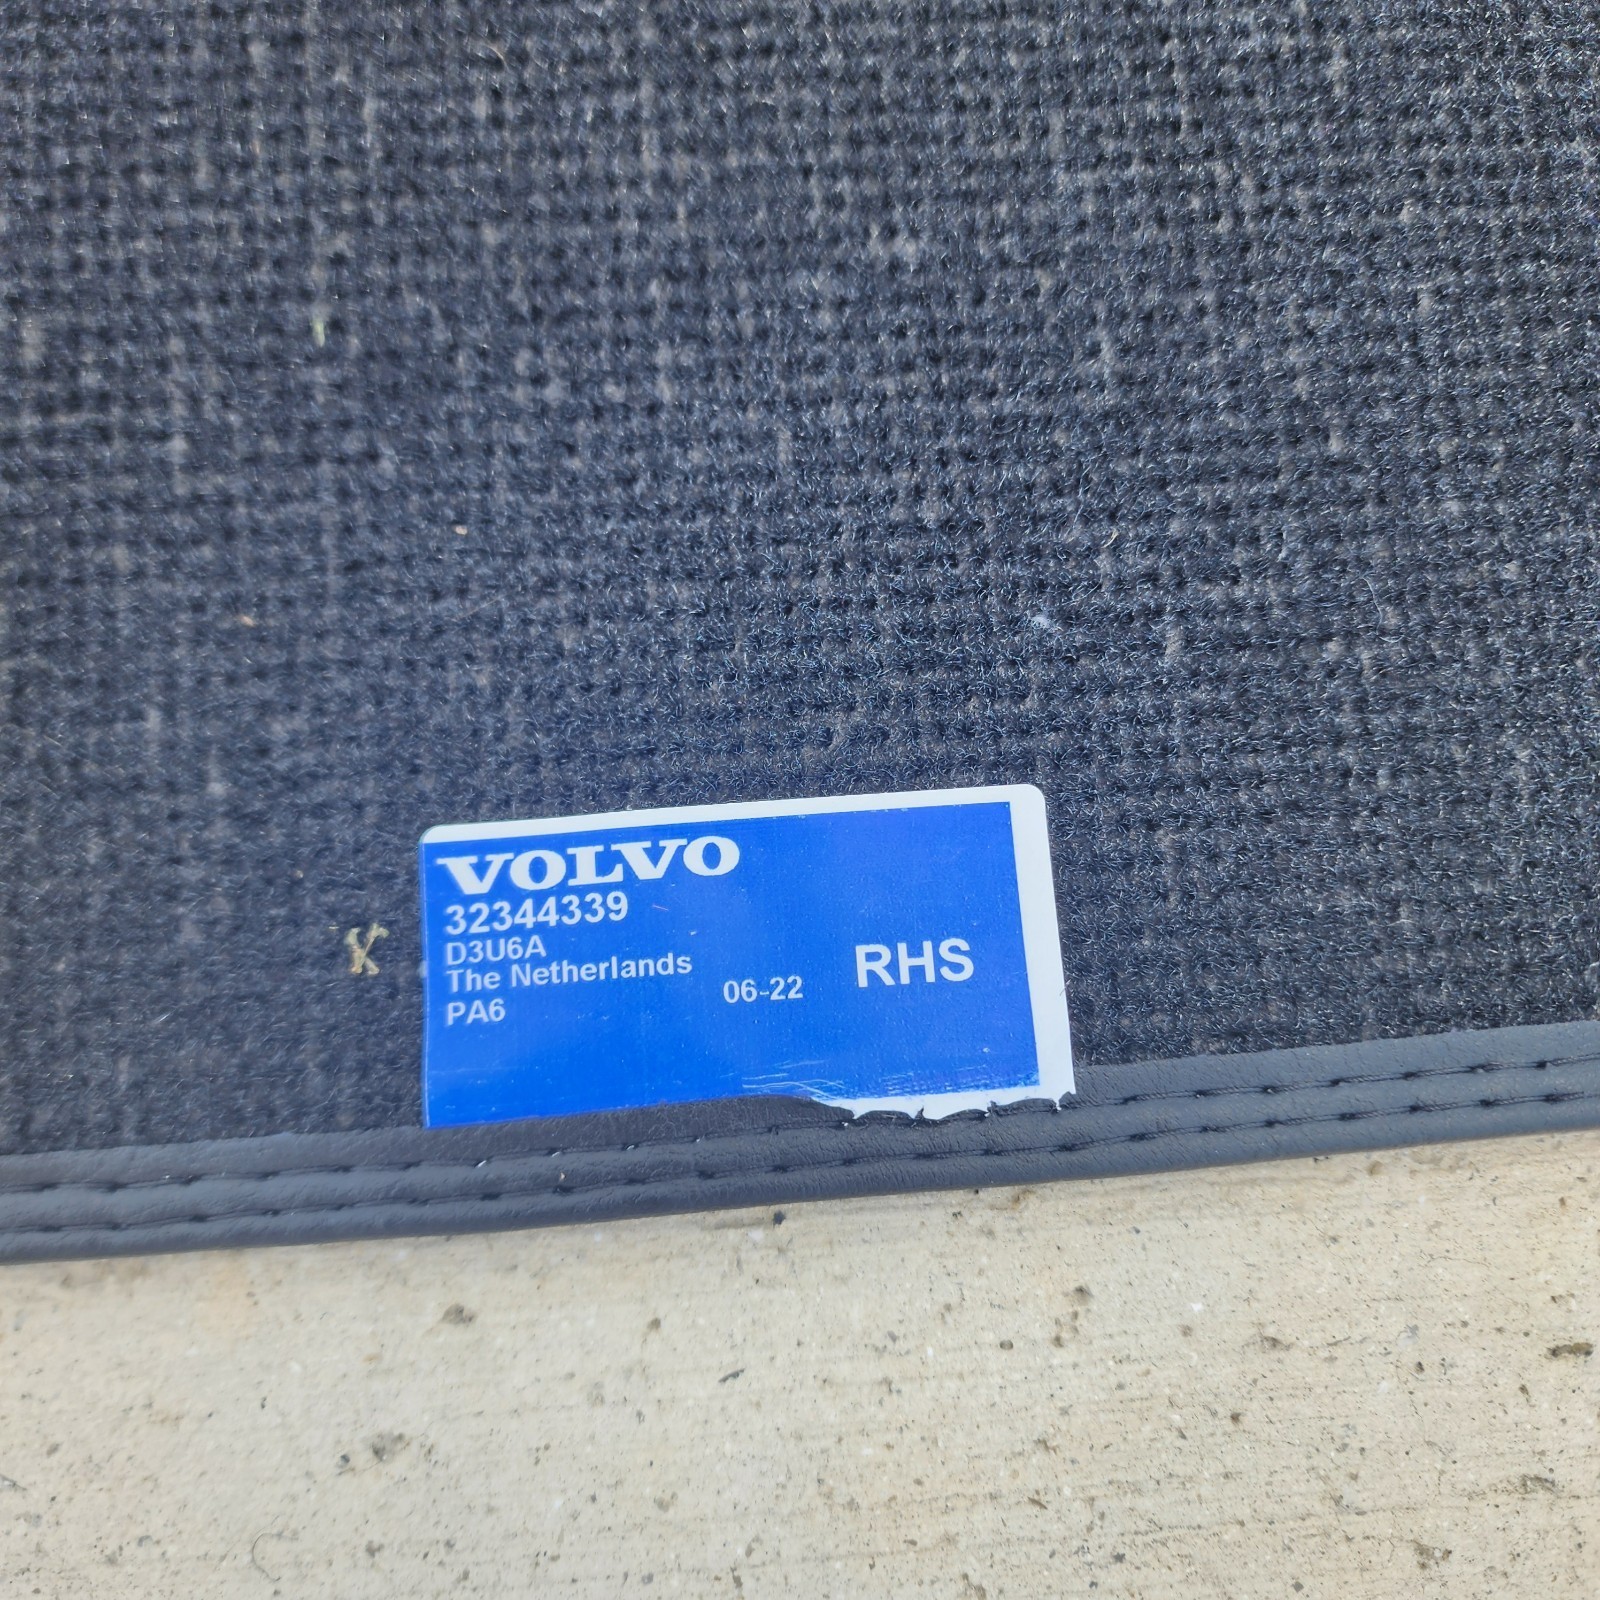 VOLVO
32344339
D3U6A
The Netherlands
PA6
06-22
RHS